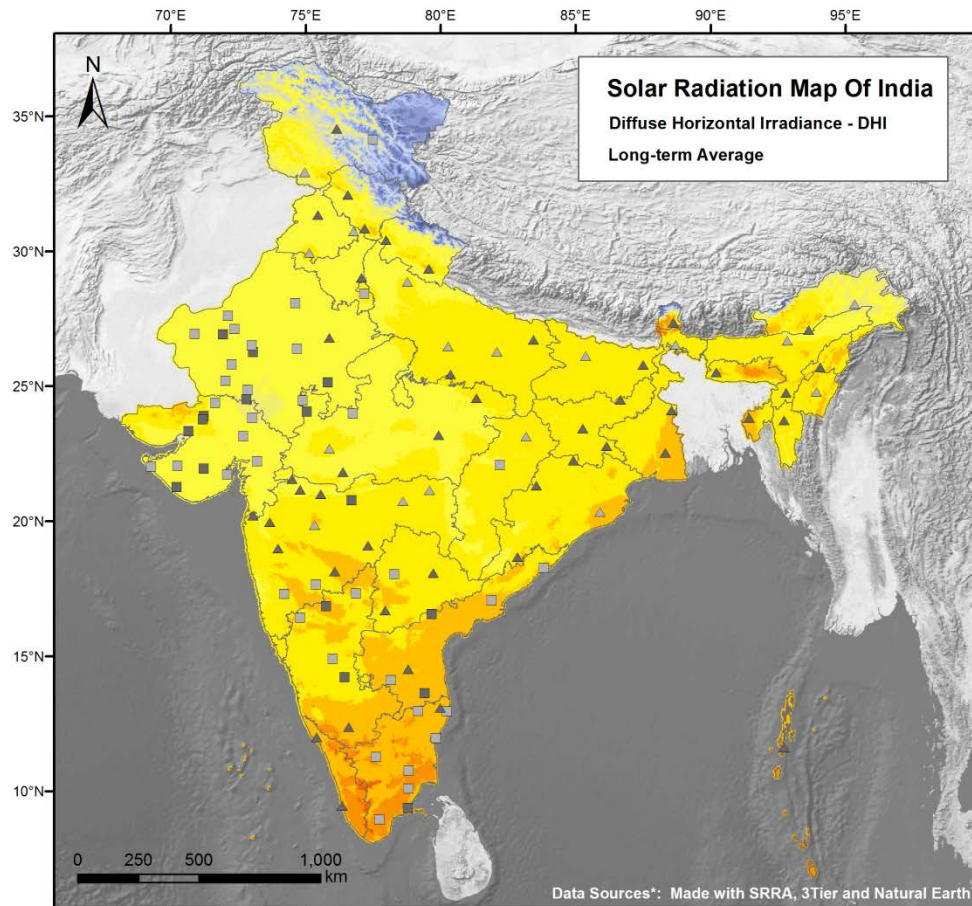 70°E 75°E 80°E 85°E 90°E 95°E
N
Solar Radiation Map Of India
Diffuse Horizontal Irradiance - DHI
Long-term Average
35°N
30°N
25°N
20°N
15°N
10°N
0 250 500 1,000
km
Data Sources*: Made with SRRA, 3Tier and Natural Earth